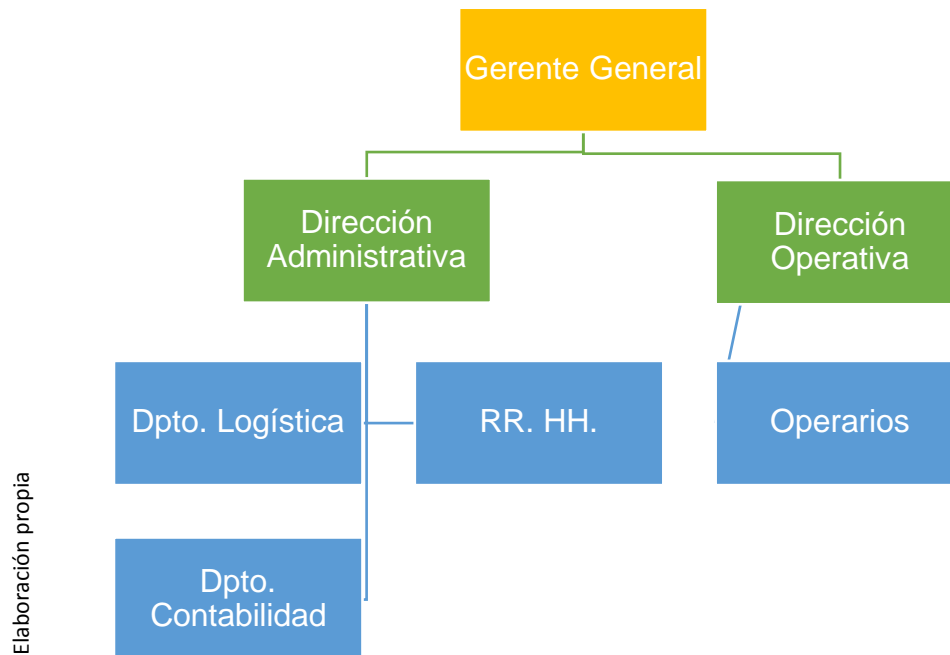 Gerente General
Dirección
Administrativa
Dirección
Operativa
Dpto. Logística
RR. HH.
Operarios
Dpto.
Contabilidad
Elaboración propia